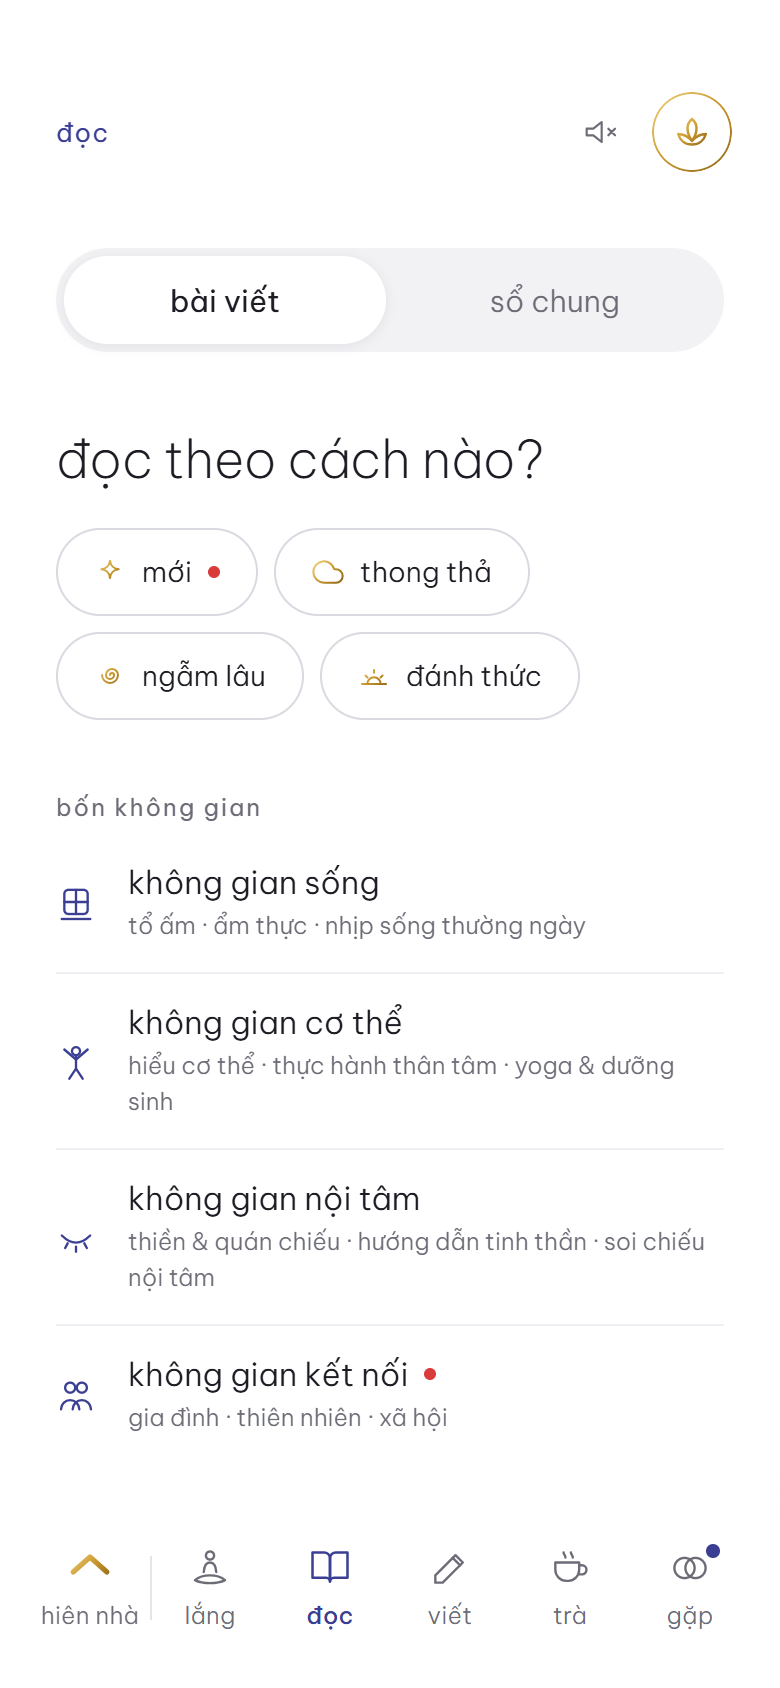 đọc
bài viết
sổ chung
đọc theo cách nào?
mới
thong thả
ngẫm lâu
đánh thức
bốn không gian
không gian sống
tổ ấm · ẩm thực · nhịp sống thường ngày
không gian cơ thể
hiểu cơ thể · thực hành thân tâm · yoga & dưỡng
sinh
không gian nội tâm
thiền & quán chiếu · hướng dẫn tinh thần · soi chiếu
nội tâm
không gian kết nối
gia đình · thiên nhiên · xã hội
hiên nhà
lắng
đọc
viết
trà
gặp